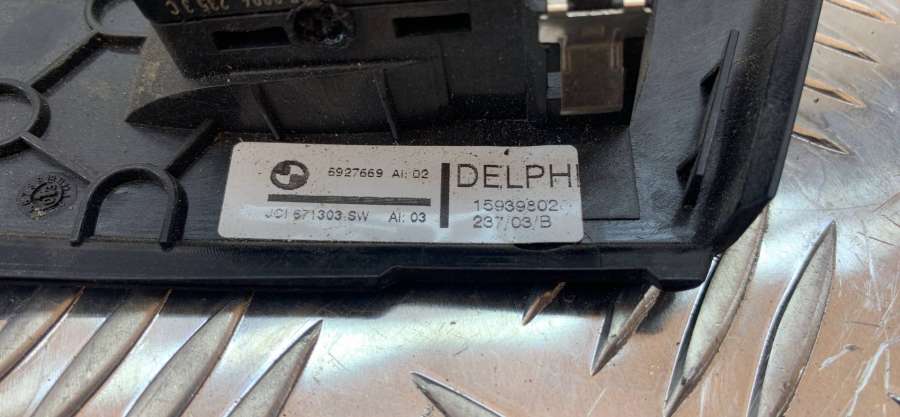 6927669 AI: 02
JCI 671303 SW AI: 03
DELPHI
15939802
237/03/B